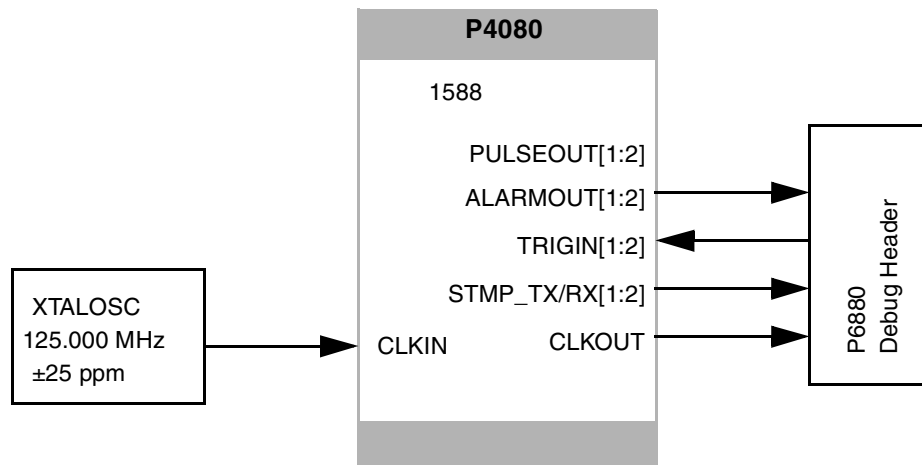 P4080
1588
PULSEOUT[1:2]
ALARMOUT[1:2]
TRIGIN[1:2]
STMP_TX/RX[1:2]
CLKIN
CLKOUT
XTALOSC
125.000 MHz
±25 ppm
P6880
Debug Header